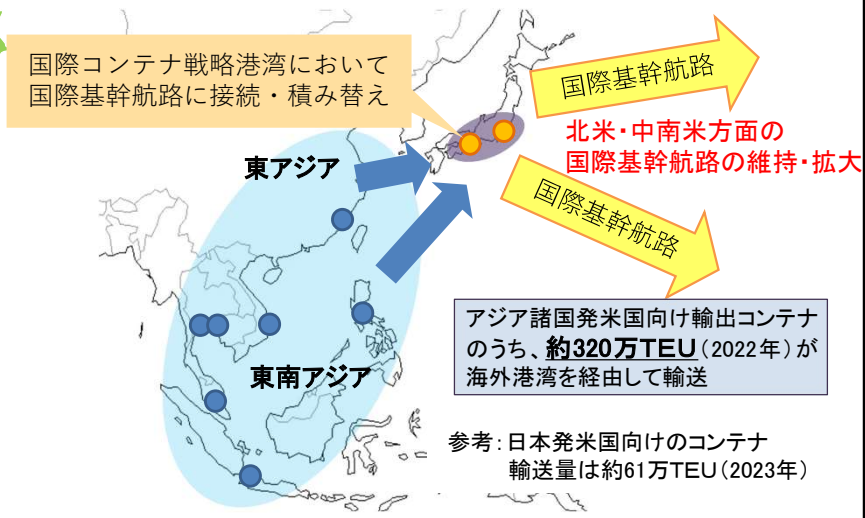 国際コンテナ戦略港湾において
国際基幹航路に接続・積み替え
国際基幹航路
北米・中南米方面の
国際基幹航路の維持・拡大
東アジア
国際基幹航路
アジア諸国発米国向け輸出コンテナ
のうち、約320万TEU(2022年)が
海外港湾を経由して輸送
東南アジア
参考:日本発米国向けのコンテナ
輸送量は約61万TEU(2023年)